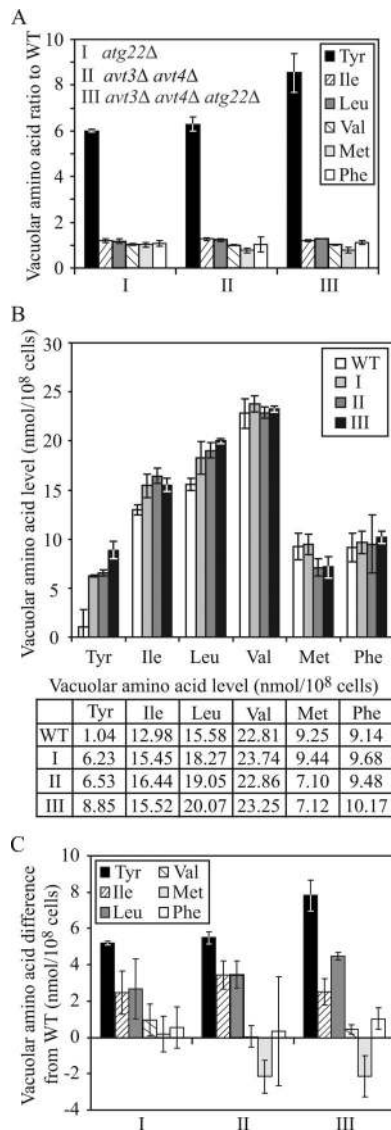 A
Vacuolar amino acid ratio to WT
10
8
6
4
2
0
I atg22Δ
II avt3Δ avt4Δ
III avt3Δ avt4Δ atg22Δ
Tyr
Ile
Leu
Val
Met
Phe
I II III
B
Vacuolar amino acid level (nmol/10⁸ cells)
30
25
20
15
10
5
0
WT
I
II
III
Tyr Ile Leu Val Met Phe
Vacuolar amino acid level (nmol/10⁸ cells)
Tyr Ile Leu Val Met Phe
WT 1.04 12.98 15.58 22.81 9.25 9.14
I 6.23 15.45 18.27 23.74 9.44 9.68
II 6.53 16.44 19.05 22.86 7.10 9.48
III 8.85 15.52 20.07 23.25 7.12 10.17
C
Vacuolar amino acid difference
from WT (nmol/10⁸ cells)
10
8
6
4
2
0
-2
-4
Tyr Val
Ile Met
Leu Phe
I II III